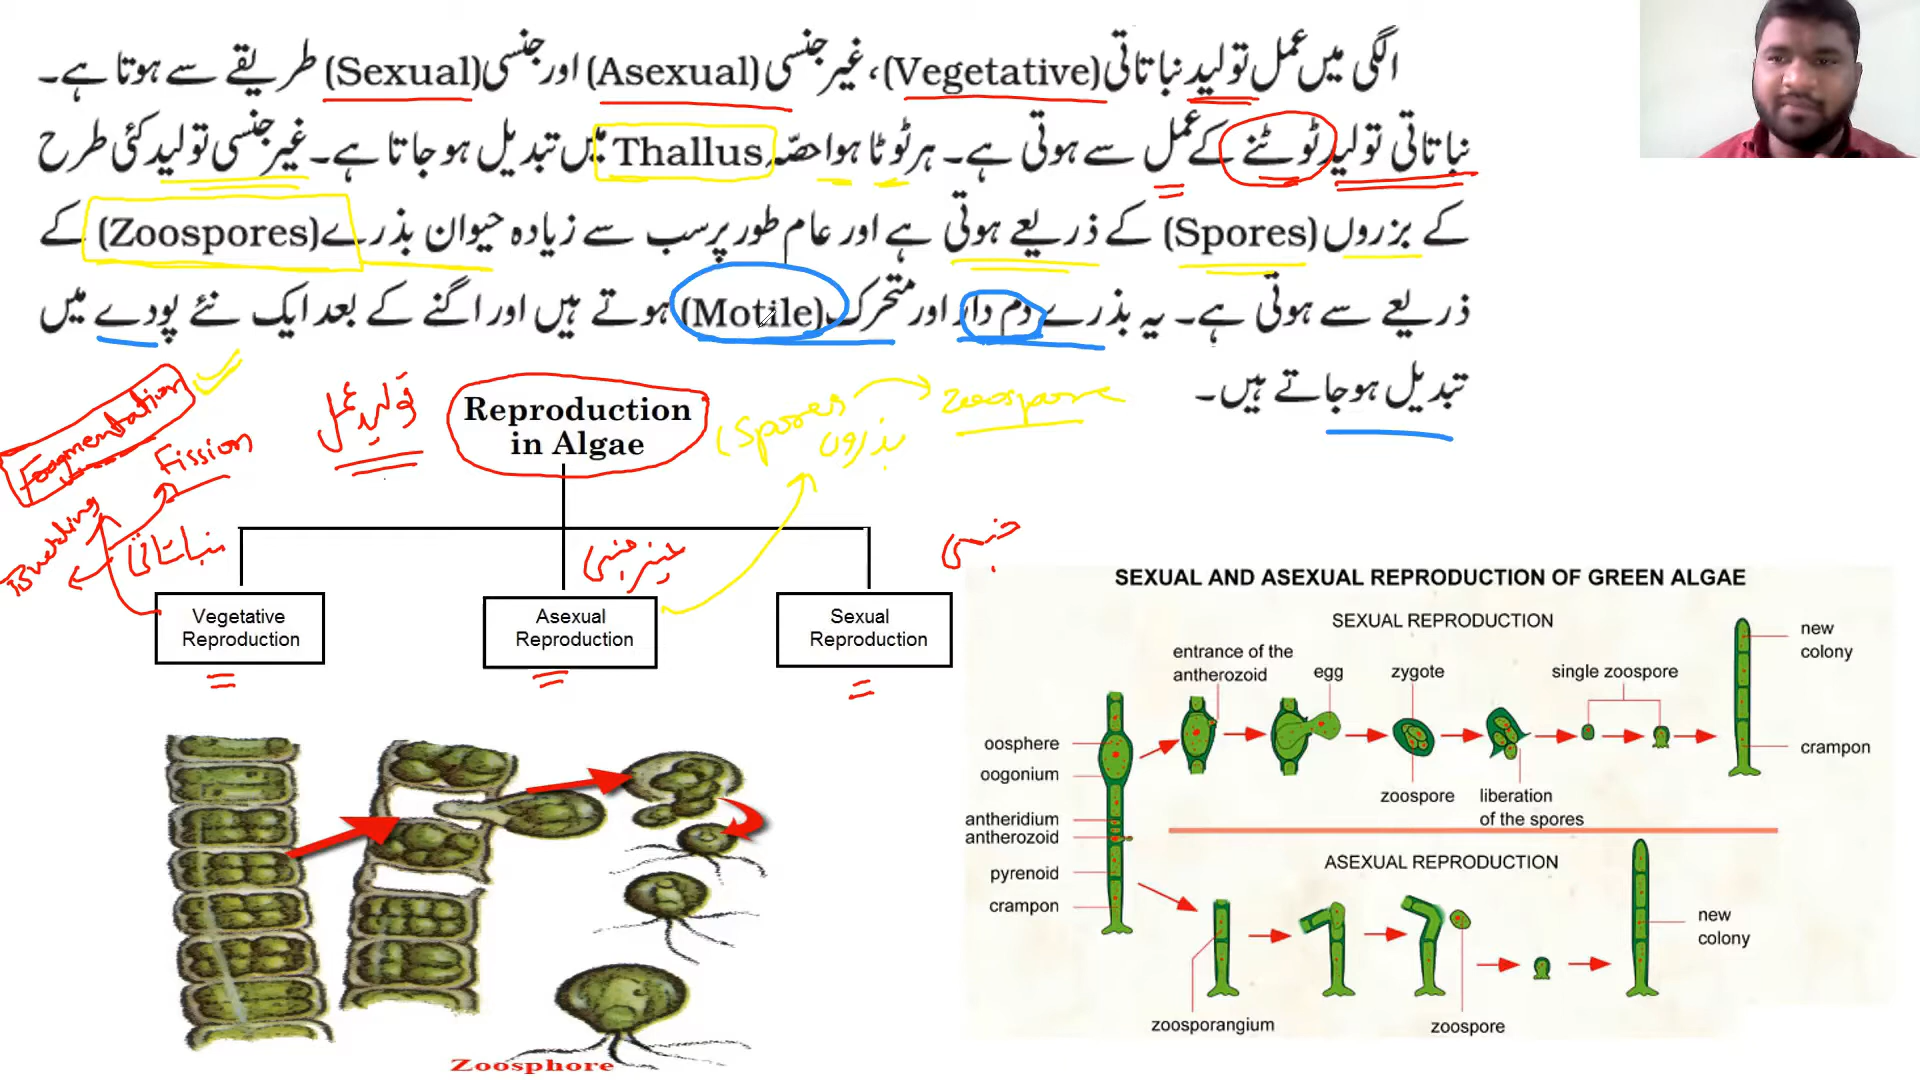 الگی میں عمل تولید نباتاتی (Vegetative)، غیر جنسی (Asexual) اور جنسی (Sexual) طریقے سے ہوتا ہے۔
نباتاتی تولید ٹوٹنے کے عمل سے ہوتی ہے۔ ہر ٹوٹا ہوا حصّہ Thallus میں تبدیل ہوجاتا ہے۔ غیر جنسی تولید کئی طرح
کے بزروں (Spores) کے ذریعے ہوتی ہے اور عام طور پر سب سے زیادہ حیوان بذرے (Zoospores) کے
ذریعے سے ہوتی ہے۔ یہ بذرے دم دار اور متحرک (Motile) ہوتے ہیں اور اگنے کے بعد ایک نئے پودے میں
تبدیل ہوجاتے ہیں۔
Fragmentation
Fission
Budding
نباتاتی
تولید عمل
Reproduction
in Algae
(Spores
بذروں
zoospore
غیر جنسی
جنسی
Vegetative
Reproduction
Asexual
Reproduction
Sexual
Reproduction
Zoosphore
SEXUAL AND ASEXUAL REPRODUCTION OF GREEN ALGAE
SEXUAL REPRODUCTION
entrance of the
antherozoid
egg
zygote
single zoospore
new
colony
crampon
oosphere
oogonium
antheridium
antherozoid
pyrenoid
crampon
zoospore
liberation
of the spores
ASEXUAL REPRODUCTION
new
colony
zoosporangium
zoospore